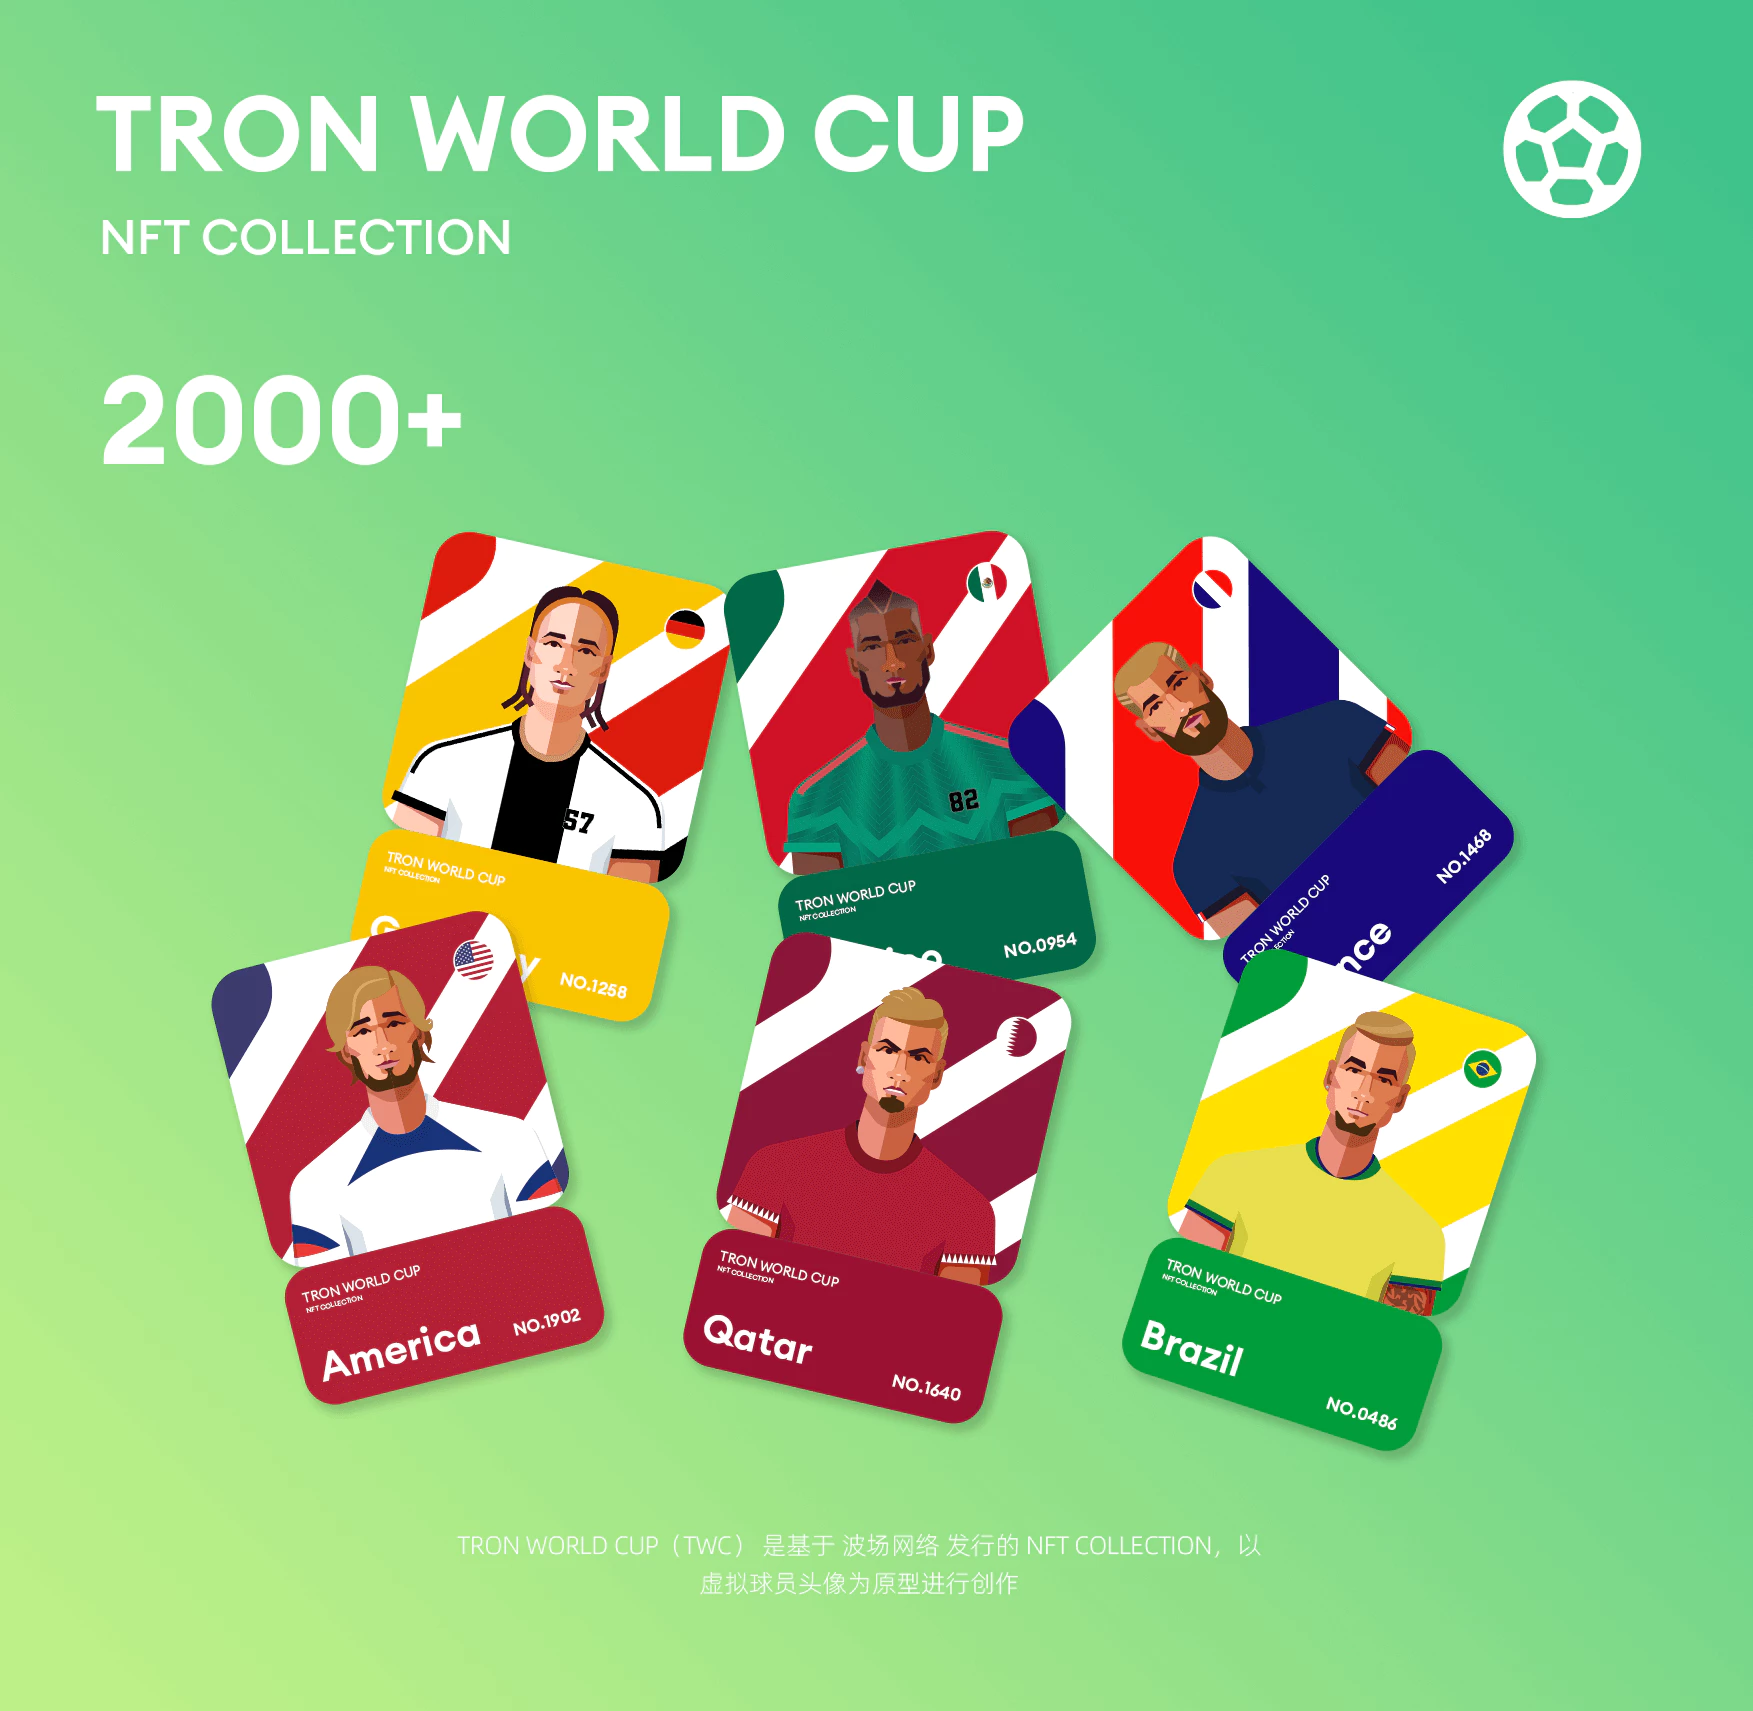 TRON WORLD CUP
NFT COLLECTION
2000+
57
TRON WORLD CUP
NFT COLLECTION
NO.1258
82
TRON WORLD CUP
NFT COLLECTION
NO.0954
TRON WORLD CUP
NO.1468
TRON WORLD CUP
NFT COLLECTION
America
NO.1902
TRON WORLD CUP
NFT COLLECTION
Qatar
NO.1640
TRON WORLD CUP
NFT COLLECTION
Brazil
NO.0486
TRON WORLD CUP（TWC） 是基于 波场网络 发行的 NFT COLLECTION，以
虚拟球员头像为原型进行创作